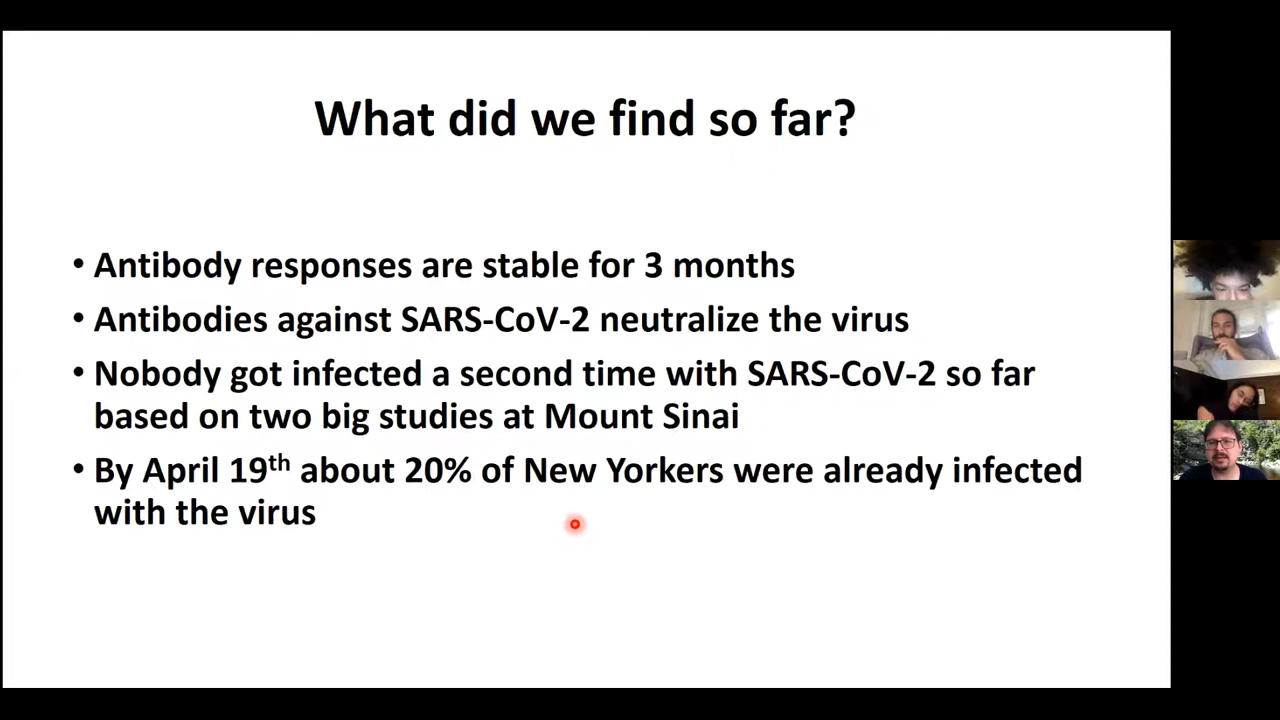 What did we find so far?
• Antibody responses are stable for 3 months
• Antibodies against SARS-CoV-2 neutralize the virus
• Nobody got infected a second time with SARS-CoV-2 so far
based on two big studies at Mount Sinai
• By April 19th about 20% of New Yorkers were already infected
with the virus